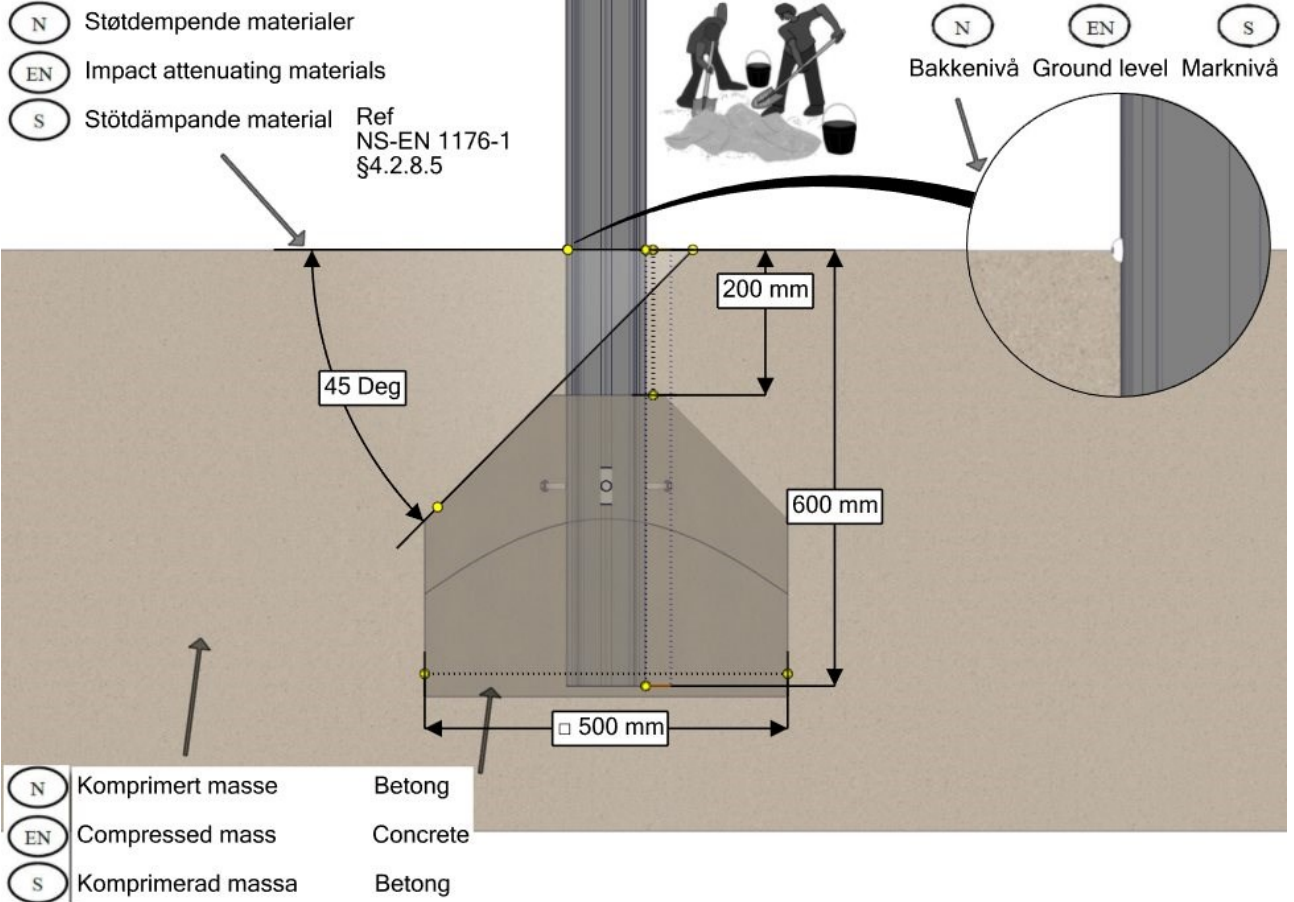 N Støtdempende materialer
EN Impact attenuating materials
S Stötdämpande material
Ref
NS-EN 1176-1
§4.2.8.5
N EN S
Bakkenivå Ground level Marknivå
200 mm
45 Deg
600 mm
□ 500 mm
N Komprimert masse Betong
EN Compressed mass Concrete
S Komprimerad massa Betong